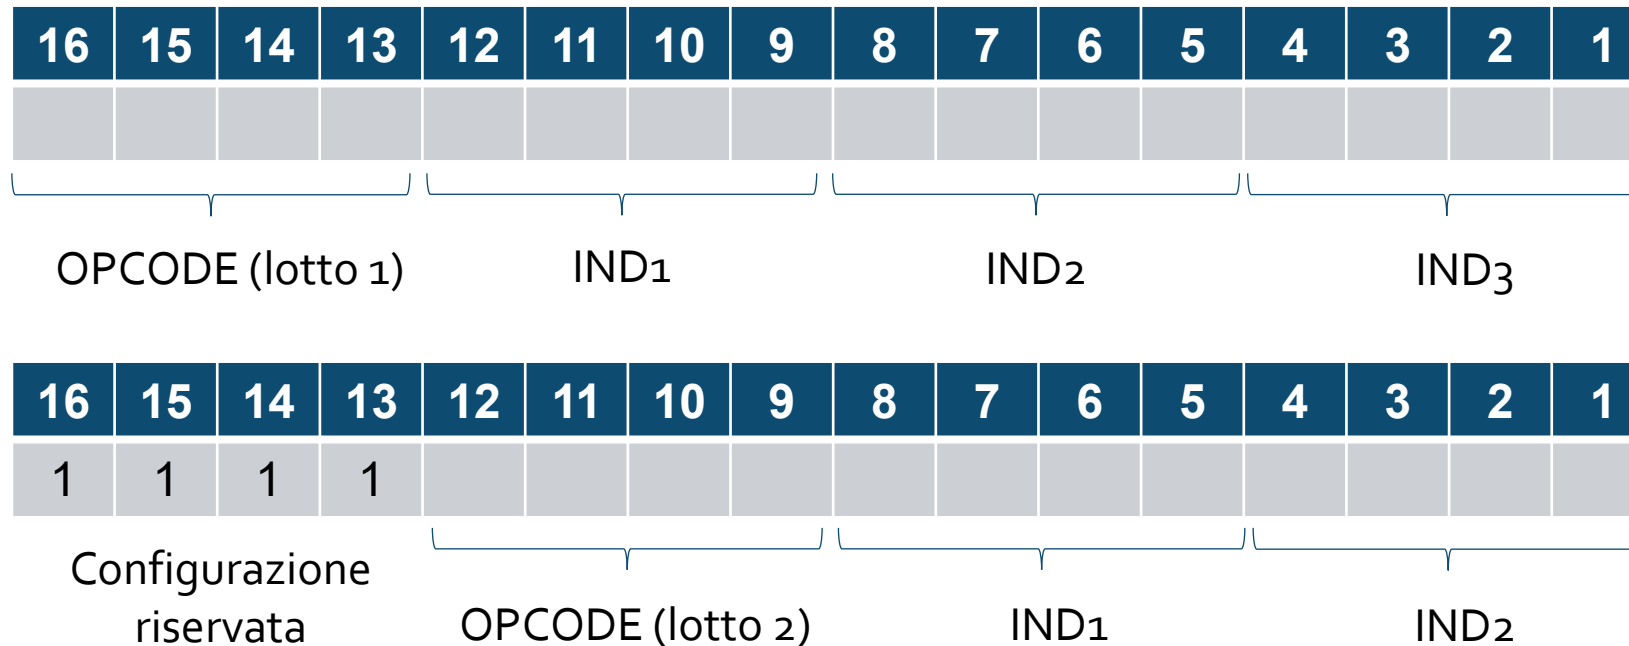 16 15 14 13 12 11 10 9 8 7 6 5 4 3 2 1
OPCODE (lotto 1) IND1 IND2 IND3
16 15 14 13 12 11 10 9 8 7 6 5 4 3 2 1
1 1 1 1
Configurazione
riservata OPCODE (lotto 2) IND1 IND2